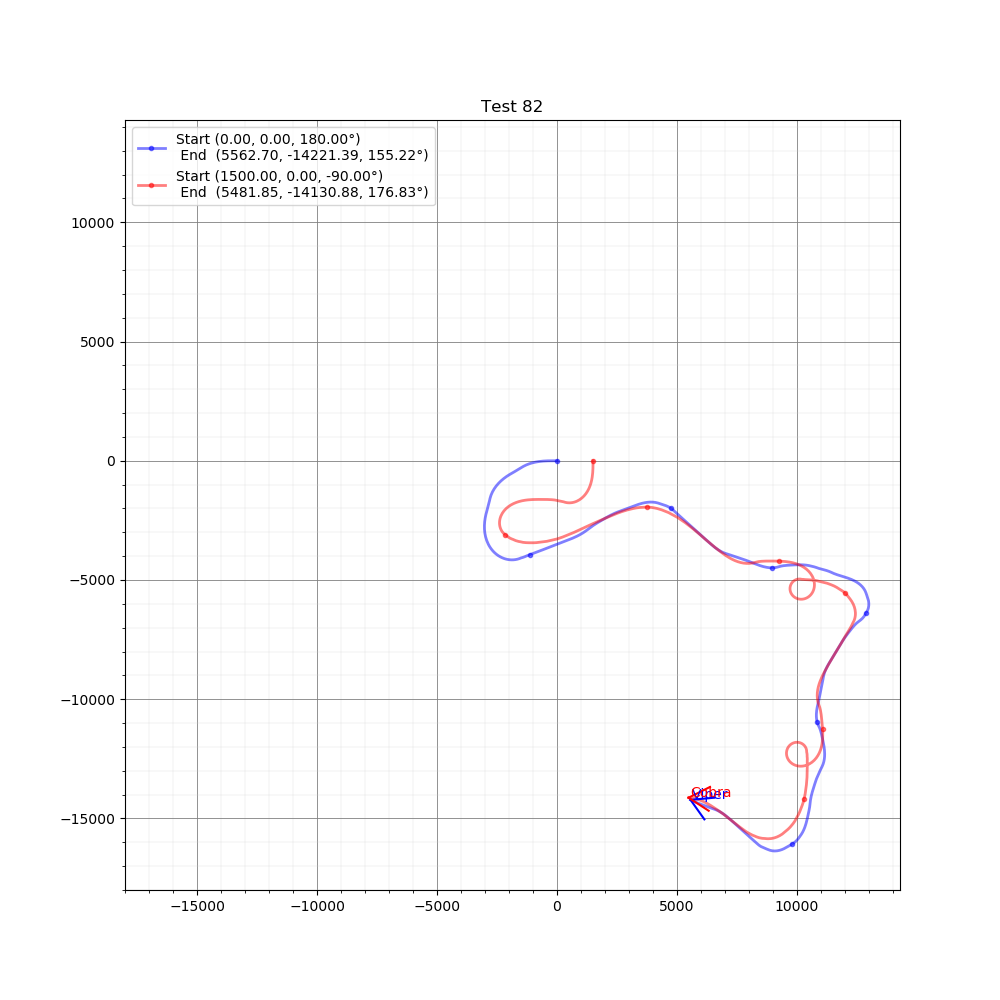 Test 82
Start (0.00, 0.00, 180.00°)
End  (5562.70, -14221.39, 155.22°)
Start (1500.00, 0.00, -90.00°)
End  (5481.85, -14130.88, 176.83°)
10000
5000
0
−5000
−10000
−15000
−15000
−10000
−5000
0
5000
10000